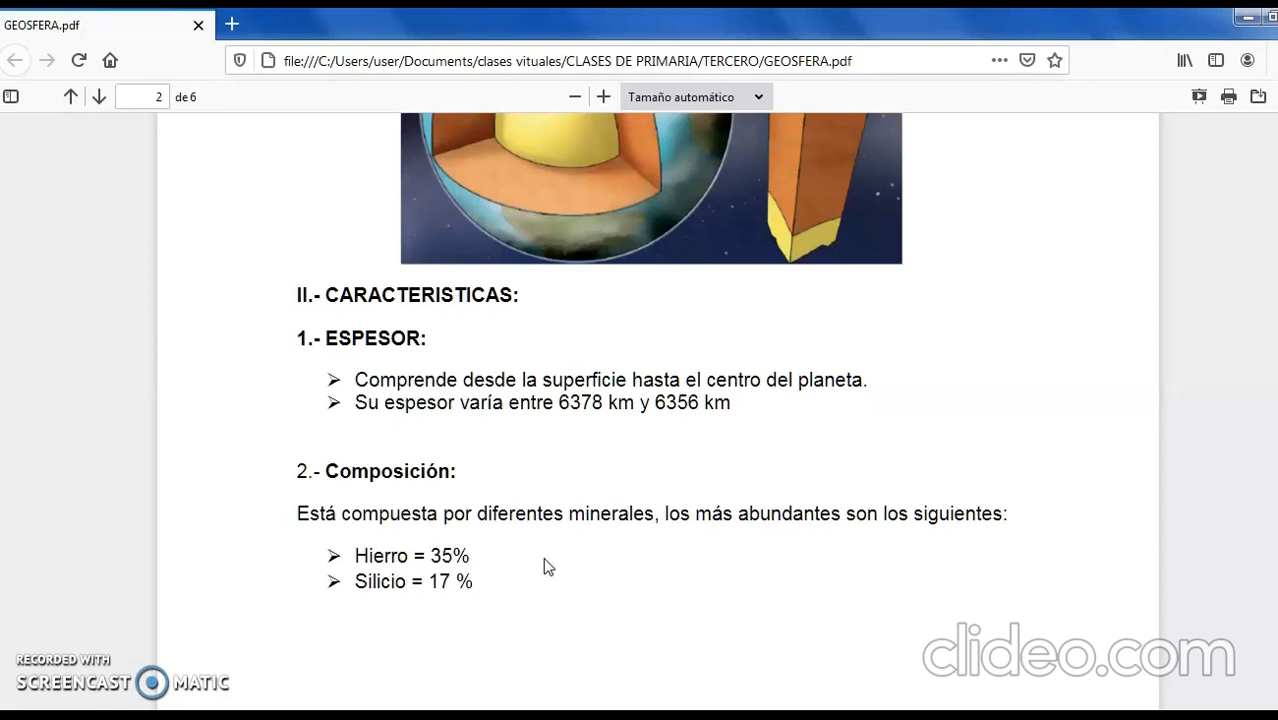 GEOSFERA.pdf
file:///C:/Users/user/Documents/clases vituales/CLASES DE PRIMARIA/TERCERO/GEOSFERA.pdf
2 de 6
Tamaño automático
II.- CARACTERISTICAS:
1.- ESPESOR:
➢ Comprende desde la superficie hasta el centro del planeta.
➢ Su espesor varía entre 6378 km y 6356 km
2.- Composición:
Está compuesta por diferentes minerales, los más abundantes son los siguientes:
➢ Hierro = 35%
➢ Silicio = 17 %
clideo.com
RECORDED WITH
SCREENCAST MATIC